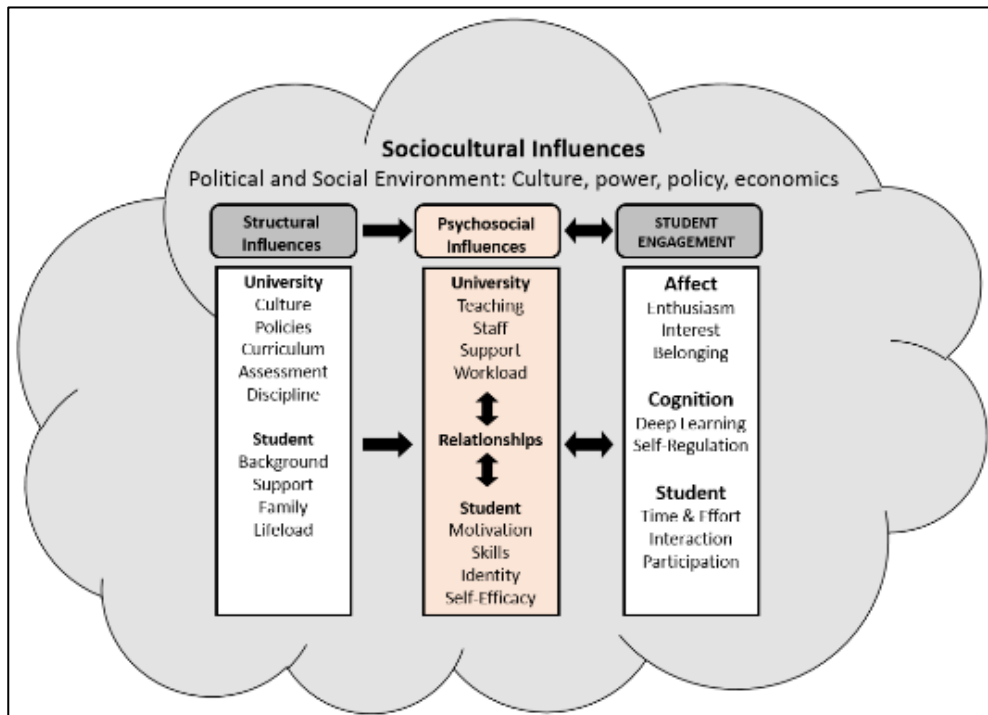 Sociocultural Influences
Political and Social Environment: Culture, power, policy, economics
Structural
Influences
Psychosocial
Influences
STUDENT
ENGAGEMENT
University
Culture
Policies
Curriculum
Assessment
Discipline
Student
Background
Support
Family
Lifeload
University
Teaching
Staff
Support
Workload
Relationships
Student
Motivation
Skills
Identity
Self-Efficacy
Affect
Enthusiasm
Interest
Belonging
Cognition
Deep Learning
Self-Regulation
Student
Time & Effort
Interaction
Participation